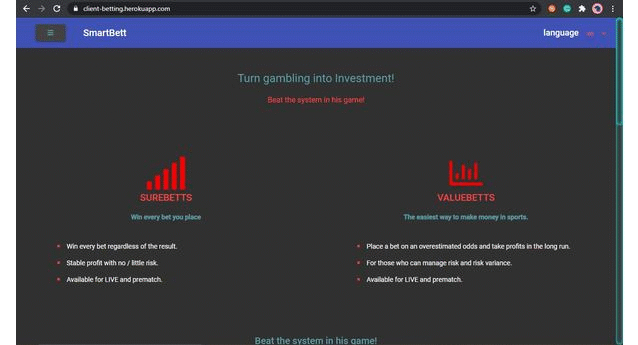 client-betting.herokuapp.com
SmartBett
language
en
Turn gambling into Investment!
Beat the system in his game!
SUREBETTS
VALUEBETTS
Win every bet you place
The easiest way to make money in sports.
Win every bet regardless of the result.
Stable profit with no / little risk.
Available for LIVE and prematch.
Place a bet on an overestimated odds and take profits in the long run.
For those who can manage risk and risk variance.
Available for LIVE and prematch.
Beat the system in his game!